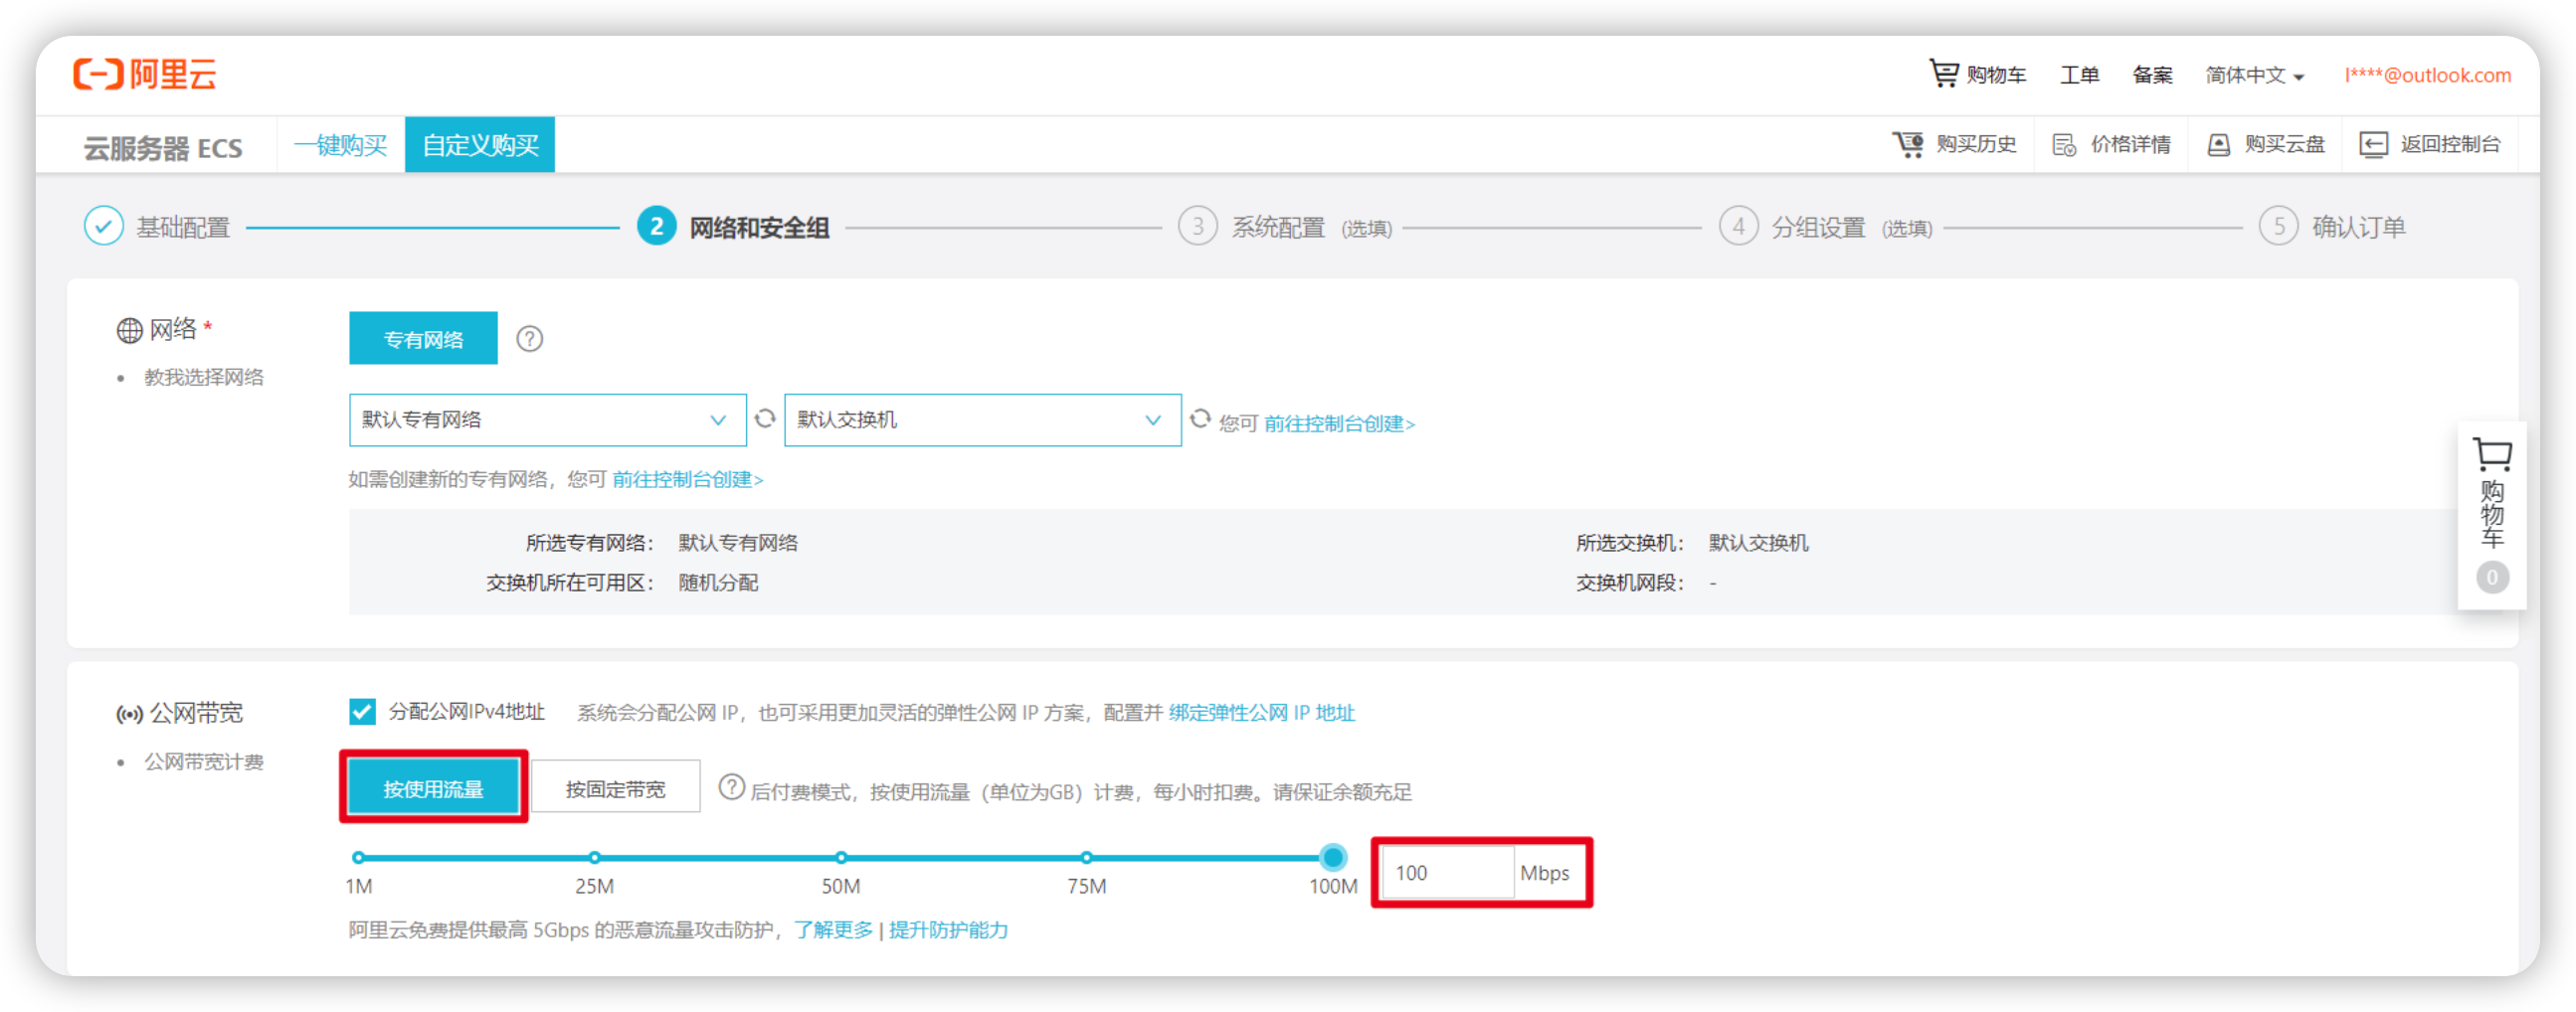 阿里云
购物车 工单 备案 简体中文 l****@outlook.com
云服务器 ECS 一键购买 自定义购买 购买历史 价格详情 购买云盘 返回控制台
基础配置 2 网络和安全组 3 系统配置 (选填) 4 分组设置 (选填) 5 确认订单
网络 * 专有网络 ?
• 教我选择网络
默认专有网络 默认交换机 您可 前往控制台创建>
如需创建新的专有网络，您可 前往控制台创建>
所选专有网络： 默认专有网络 所选交换机： 默认交换机
交换机所在可用区： 随机分配 交换机网段： -
购物车
0
公网带宽 分配公网IPv4地址 系统会分配公网 IP，也可采用更加灵活的弹性公网 IP 方案，配置并 绑定弹性公网 IP 地址
• 公网带宽计费
按使用流量 按固定带宽 ? 后付费模式，按使用流量（单位为GB）计费，每小时扣费。请保证余额充足
100 Mbps
1M 25M 50M 75M 100M
阿里云免费提供最高 5Gbps 的恶意流量攻击防护，了解更多 | 提升防护能力